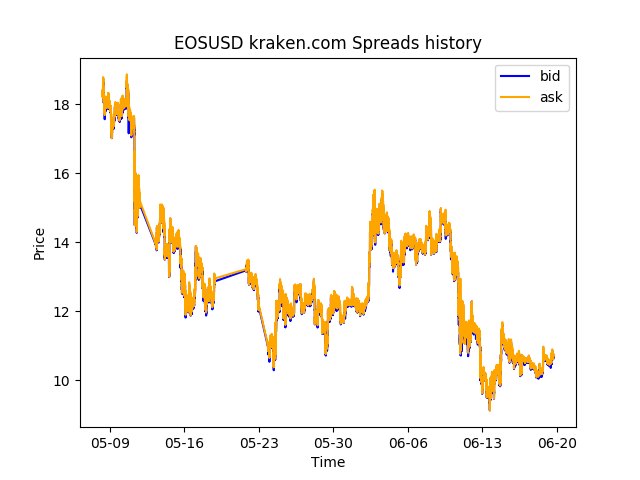 EOSUSD kraken.com Spreads history
bid
ask
Price
18
16
14
12
10
05-09 05-16 05-23 05-30 06-06 06-13 06-20
Time